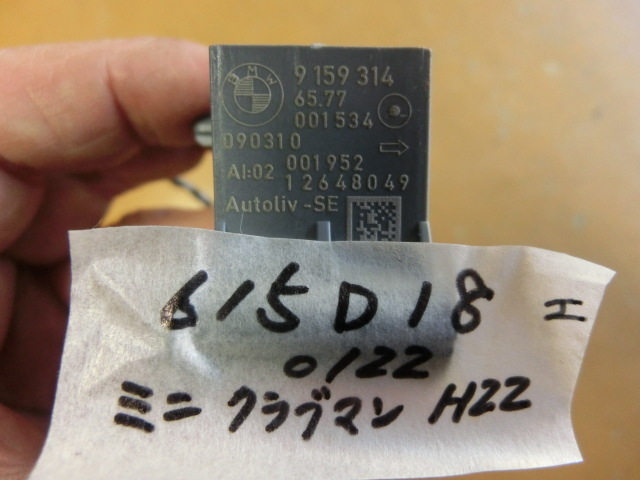 BMW
9 159 314
65.77
001534
090310
AI:02 001952
12648049
Autoliv-SE
615D18 エ
0122
ミニ クラブマン H22